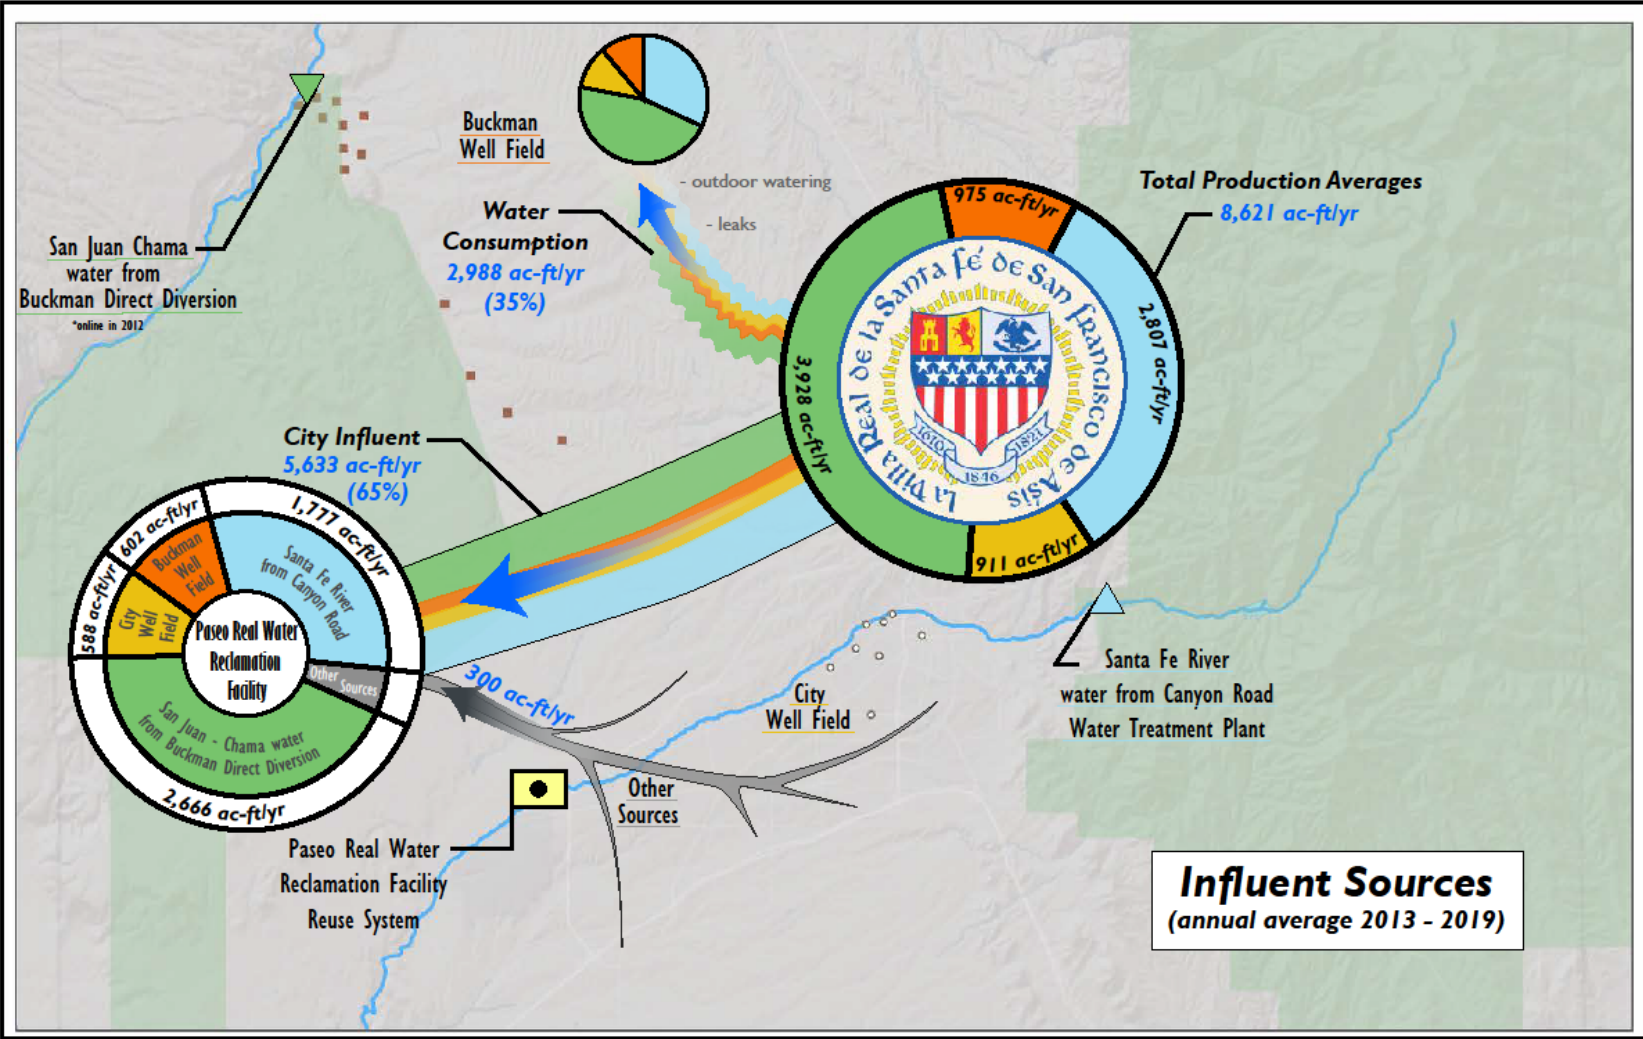 Buckman
Well Field
- outdoor watering
- leaks
Water
Consumption
2,988 ac-ft/yr
(35%)
San Juan Chama
water from
Buckman Direct Diversion
*online in 2012
Total Production Averages
8,621 ac-ft/yr
975 ac-ft/yr
2,807 ac-ft/yr
3,928 ac-ft/yr
911 ac-ft/yr
La Villa Real de la Santa fé de San francisco de Asís
1610
1821
1846
City Influent
5,633 ac-ft/yr
(65%)
602 ac-ft/yr
1,777 ac-ft/yr
588 ac-ft/yr
2,666 ac-ft/yr
Buckman
Well
Field
Santa Fe River
from Canyon Road
City
Well
Field
Paseo Real Water
Reclamation
Facility
Other
Sources
San Juan - Chama water
from Buckman Direct Diversion
300 ac-ft/yr
City
Well Field
Santa Fe River
water from Canyon Road
Water Treatment Plant
Other
Sources
Paseo Real Water
Reclamation Facility
Reuse System
Influent Sources
(annual average 2013 - 2019)